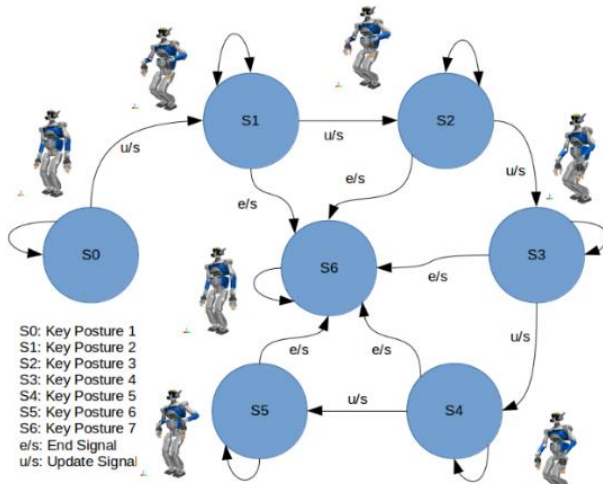 S1
u/s
S2
u/s
e/s
e/s
u/s
S0
S6
e/s
S3
S0: Key Posture 1
S1: Key Posture 2
S2: Key Posture 3
S3: Key Posture 4
S4: Key Posture 5
S5: Key Posture 6
S6: Key Posture 7
e/s: End Signal
u/s: Update Signal
e/s
e/s
u/s
S5
u/s
S4